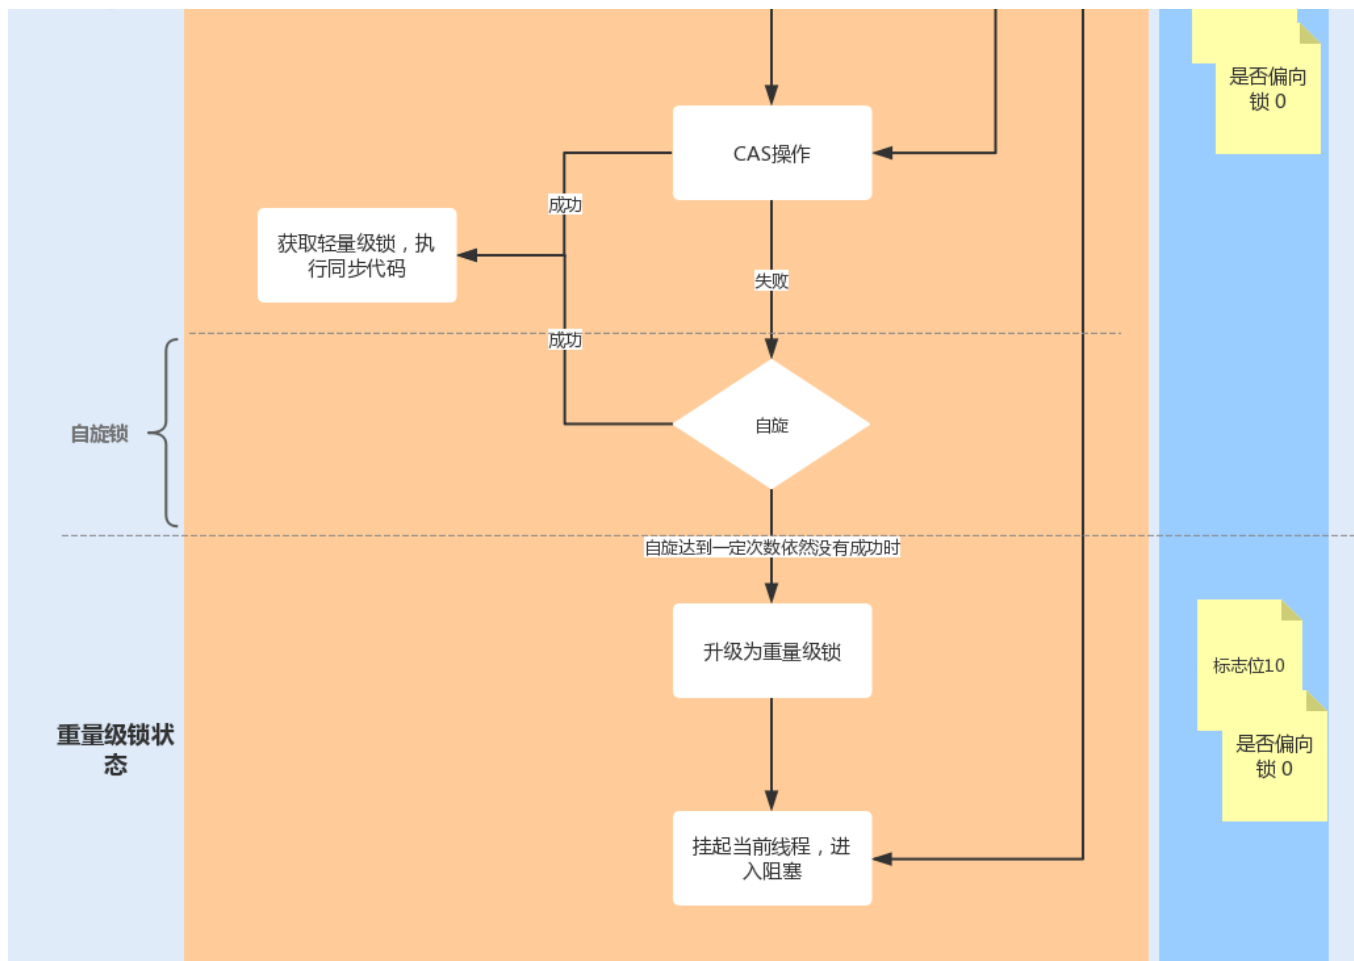 是否偏向
锁 0
CAS操作
成功
获取轻量级锁，执
行同步代码
失败
成功
自旋
自旋锁
自旋达到一定次数依然没有成功时
升级为重量级锁
标志位10
重量级锁状
态
是否偏向
锁 0
挂起当前线程，进
入阻塞